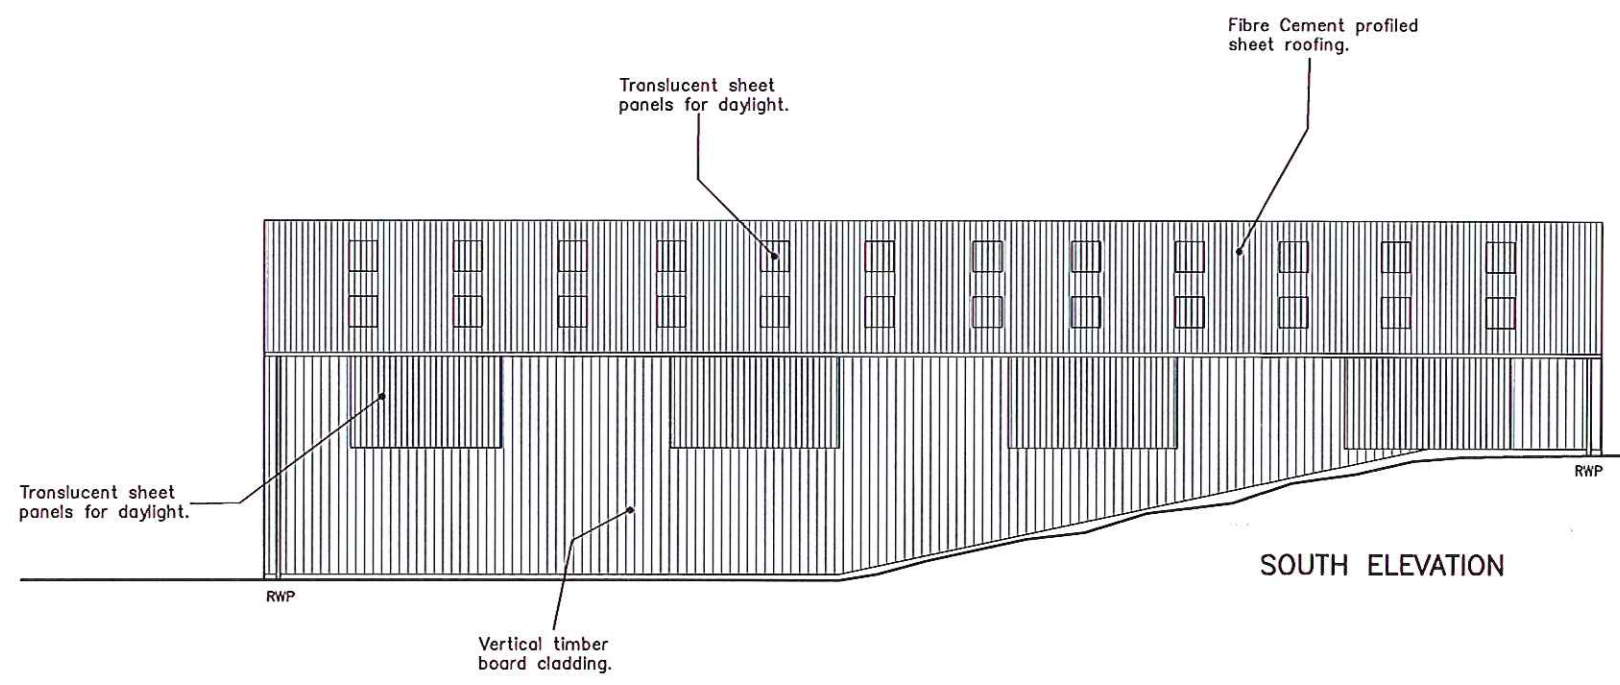 Fibre Cement profiled
sheet roofing.
Translucent sheet
panels for daylight.
Translucent sheet
panels for daylight.
RWP
SOUTH ELEVATION
RWP
Vertical timber
board cladding.